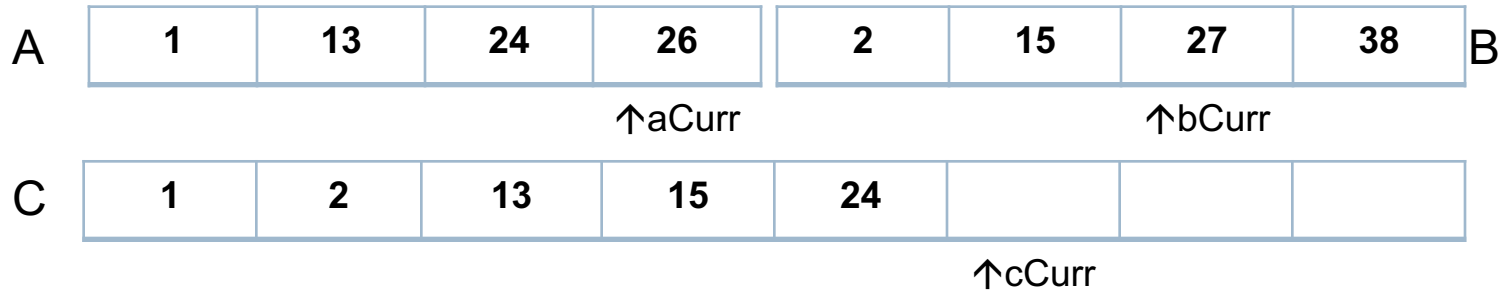 A 1 13 24 26 2 15 27 38 B
↑aCurr ↑bCurr
C 1 2 13 15 24
↑cCurr